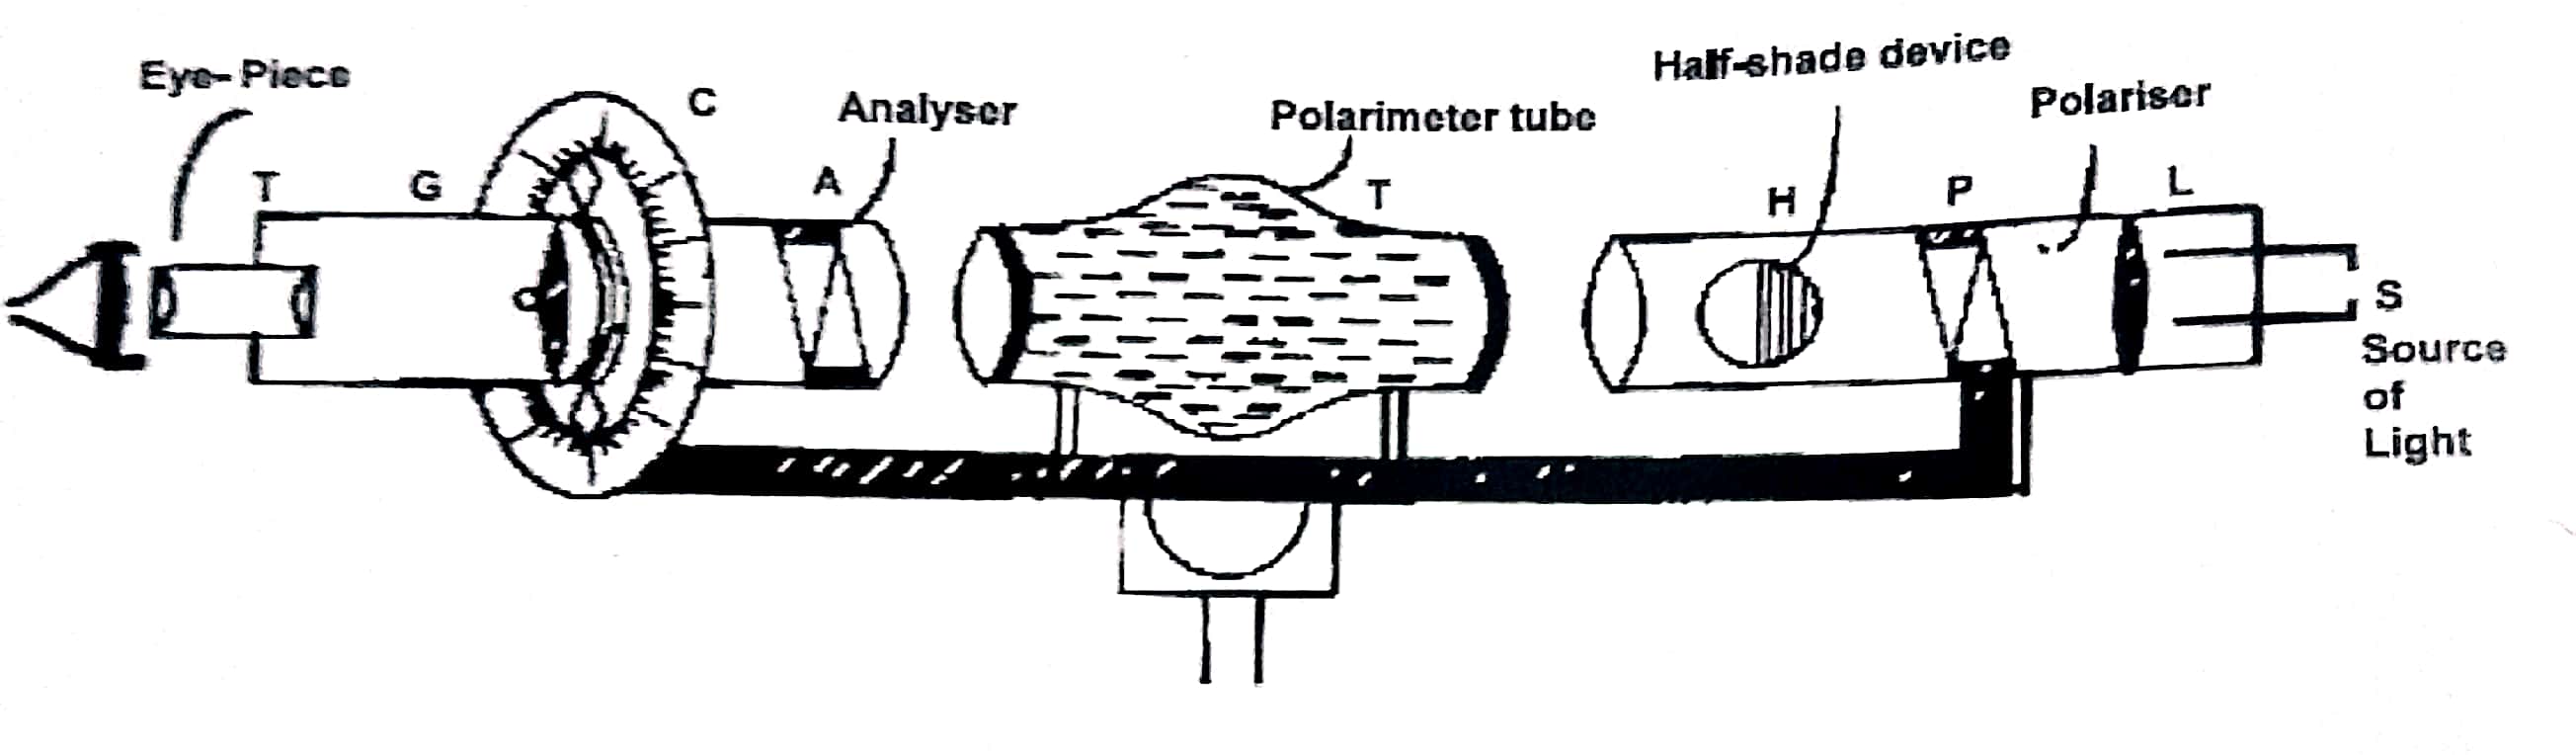 Eye-Piece
C
Analyser
Polarimeter tube
Half-shade device
Polariser
T
G
A
T
H
P
L
S
Source
of
Light